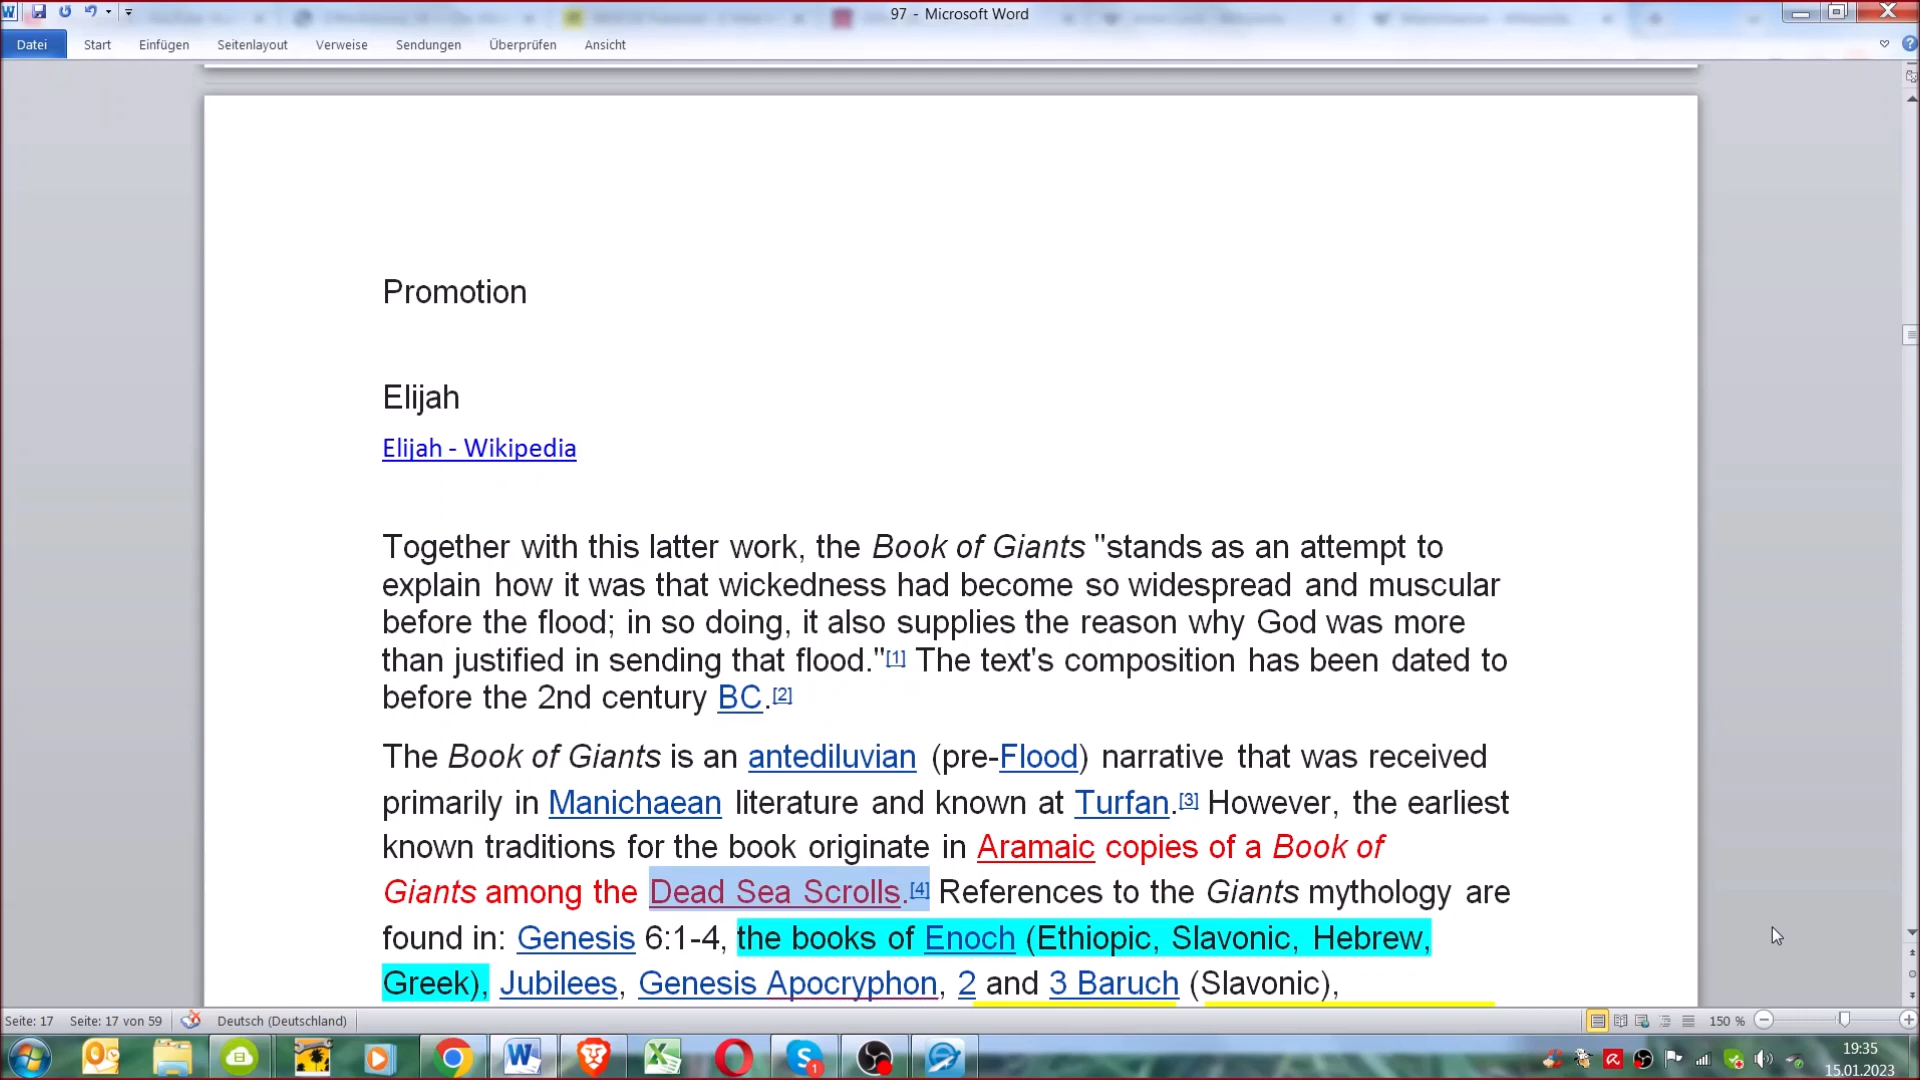 97 - Microsoft Word
Datei Start Einfügen Seitenlayout Verweise Sendungen Überprüfen Ansicht
Promotion
Elijah
Elijah - Wikipedia
Together with this latter work, the Book of Giants "stands as an attempt to
explain how it was that wickedness had become so widespread and muscular
before the flood; in so doing, it also supplies the reason why God was more
than justified in sending that flood."[1] The text's composition has been dated to
before the 2nd century BC.[2]
The Book of Giants is an antediluvian (pre-Flood) narrative that was received
primarily in Manichaean literature and known at Turfan.[3] However, the earliest
known traditions for the book originate in Aramaic copies of a Book of
Giants among the Dead Sea Scrolls.[4] References to the Giants mythology are
found in: Genesis 6:1-4, the books of Enoch (Ethiopic, Slavonic, Hebrew,
Greek), Jubilees, Genesis Apocryphon, 2 and 3 Baruch (Slavonic),
Seite: 17 Seite: 17 von 59 Deutsch (Deutschland) 150 %
19:35
15.01.2023